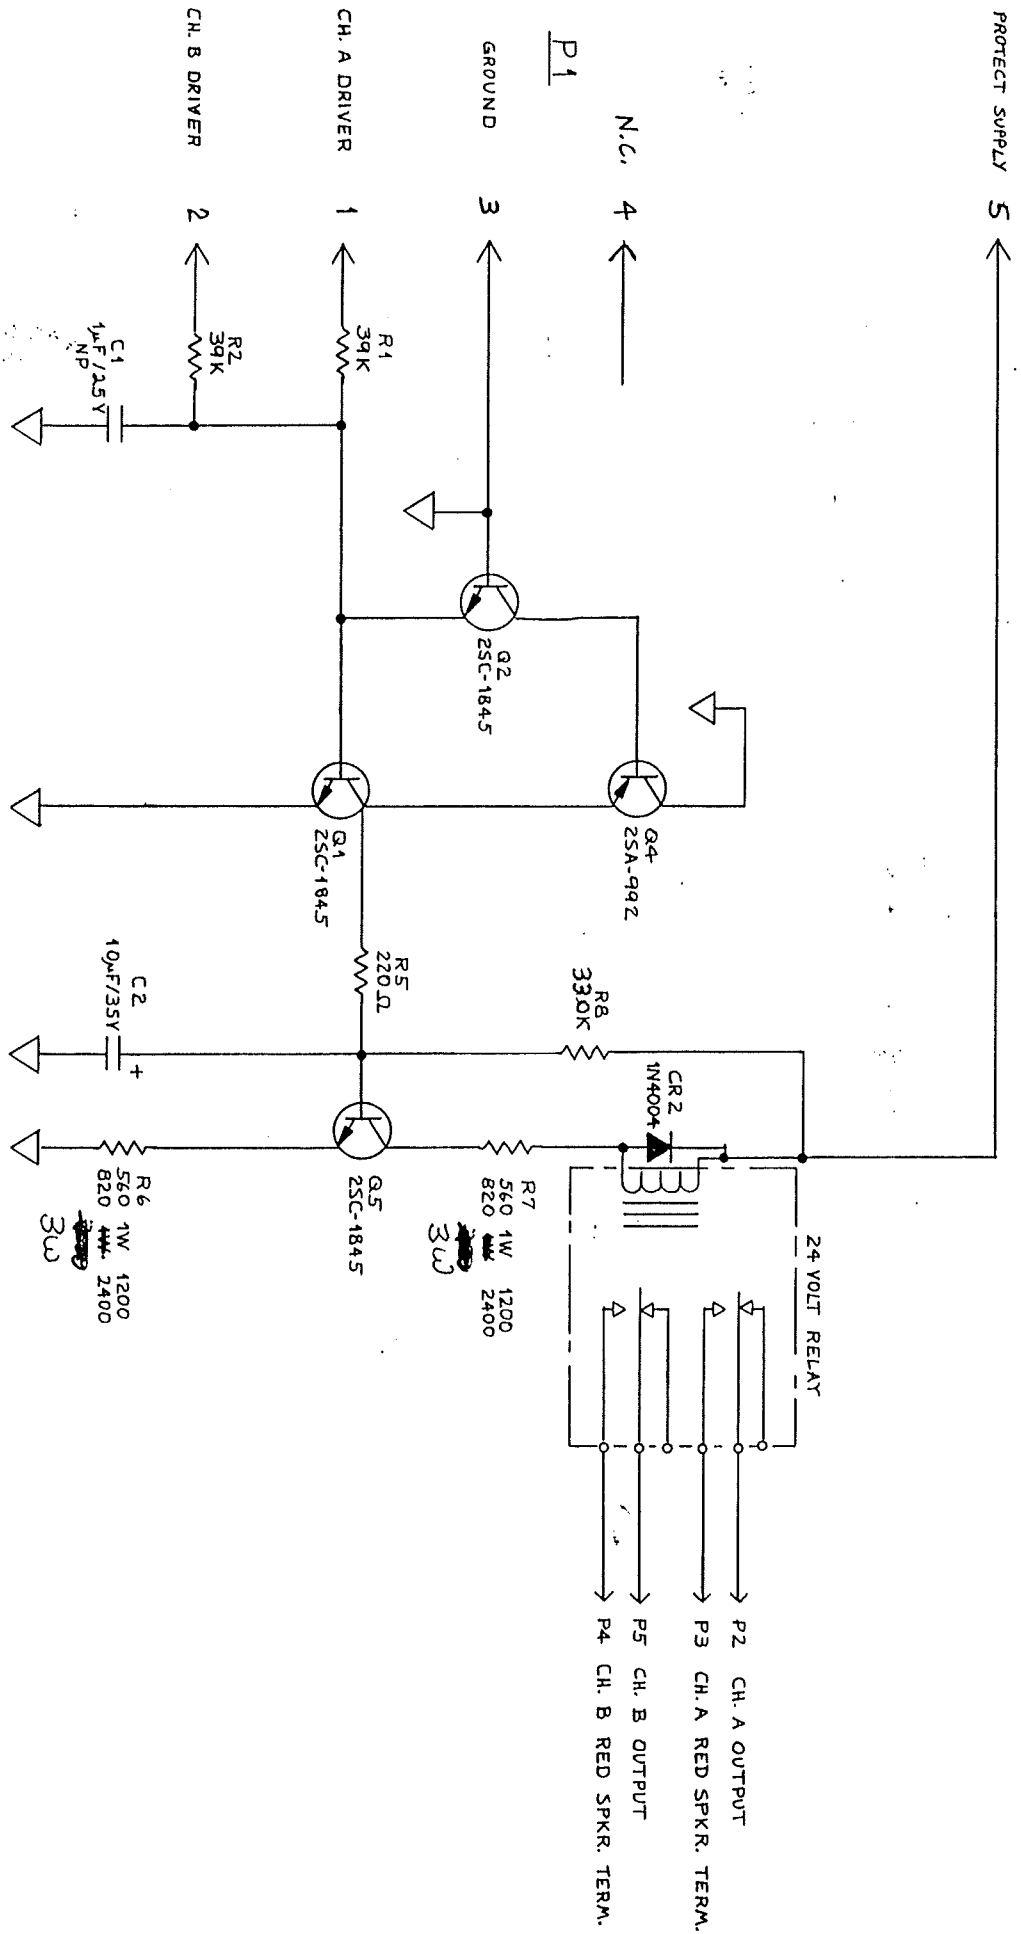 PROTECT SUPPLY 5
N.C. 4
P1
GROUND 3
CH. A DRIVER 1
CH. B DRIVER 2
R1
39K
R2
39K
C1
1µF/25V
NP
Q2
2SC-1845
Q4
2SA-992
Q1
2SC-1845
R5
220Ω
R8
33.0K
C2
10µF/35V
+
CR2
1N4004
Q5
2SC-1845
R7
560 1W 1200
820 2400
3W
R6
560 1W 1200
820 1W 2400
3W
24 VOLT RELAY
P2 CH. A OUTPUT
P3 CH. A RED SPKR. TERM.
P5 CH. B OUTPUT
P4 CH. B RED SPKR. TERM.